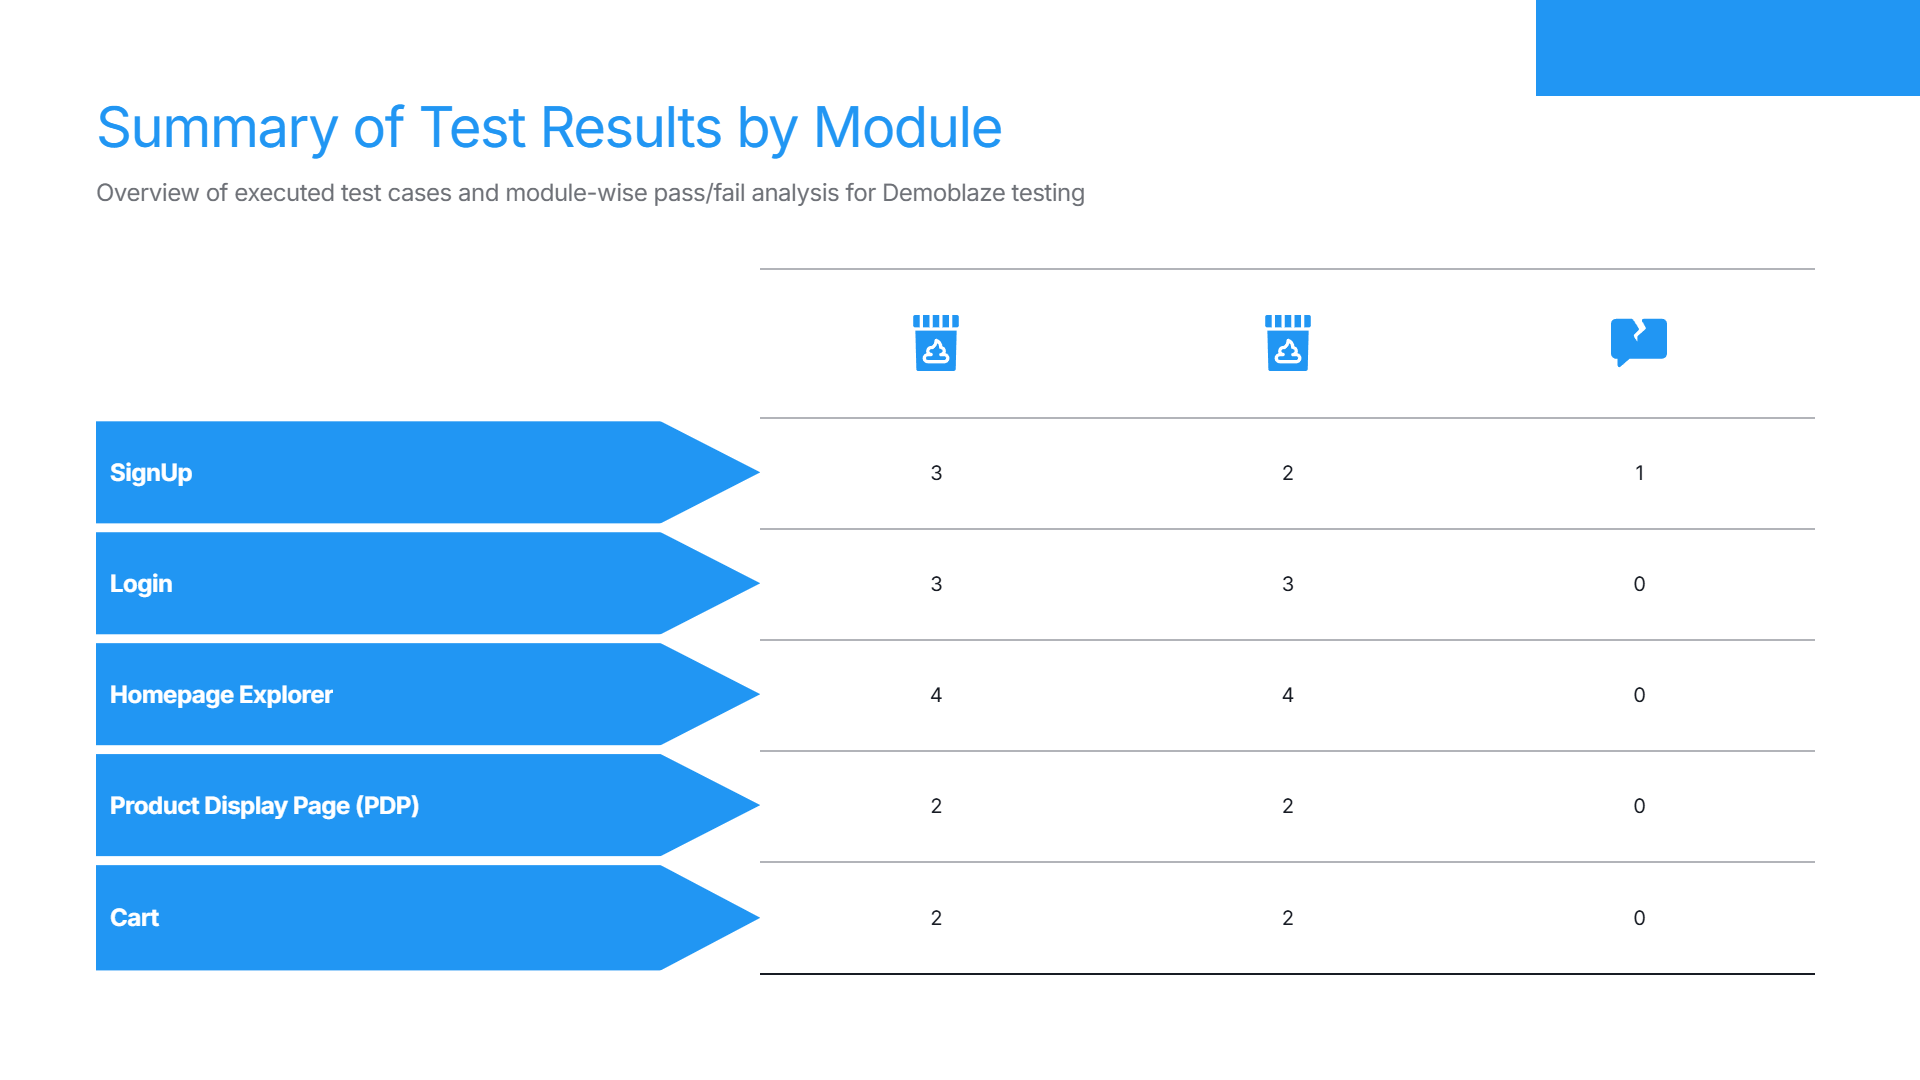 Summary of Test Results by Module
Overview of executed test cases and module-wise pass/fail analysis for Demoblaze testing
SignUp 3 2 1
Login 3 3 0
Homepage Explorer 4 4 0
Product Display Page (PDP) 2 2 0
Cart 2 2 0